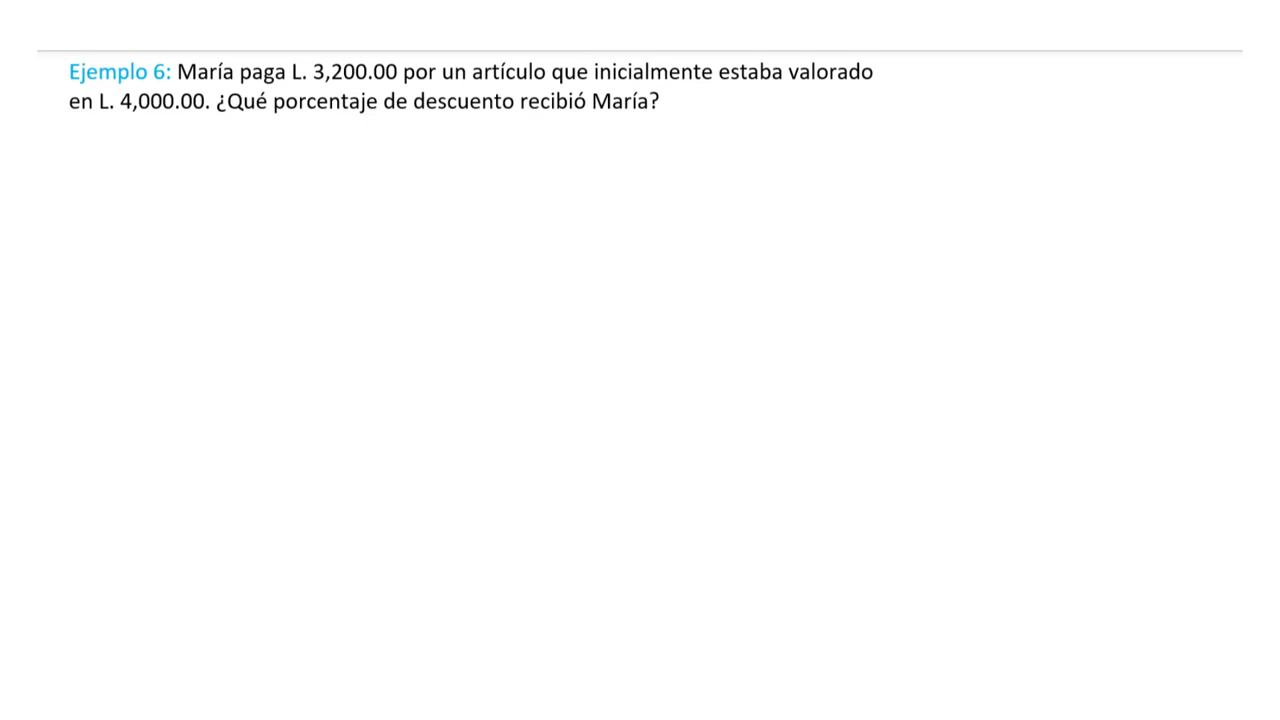 Ejemplo 6: María paga L. 3,200.00 por un artículo que inicialmente estaba valorado
en L. 4,000.00. ¿Qué porcentaje de descuento recibió María?